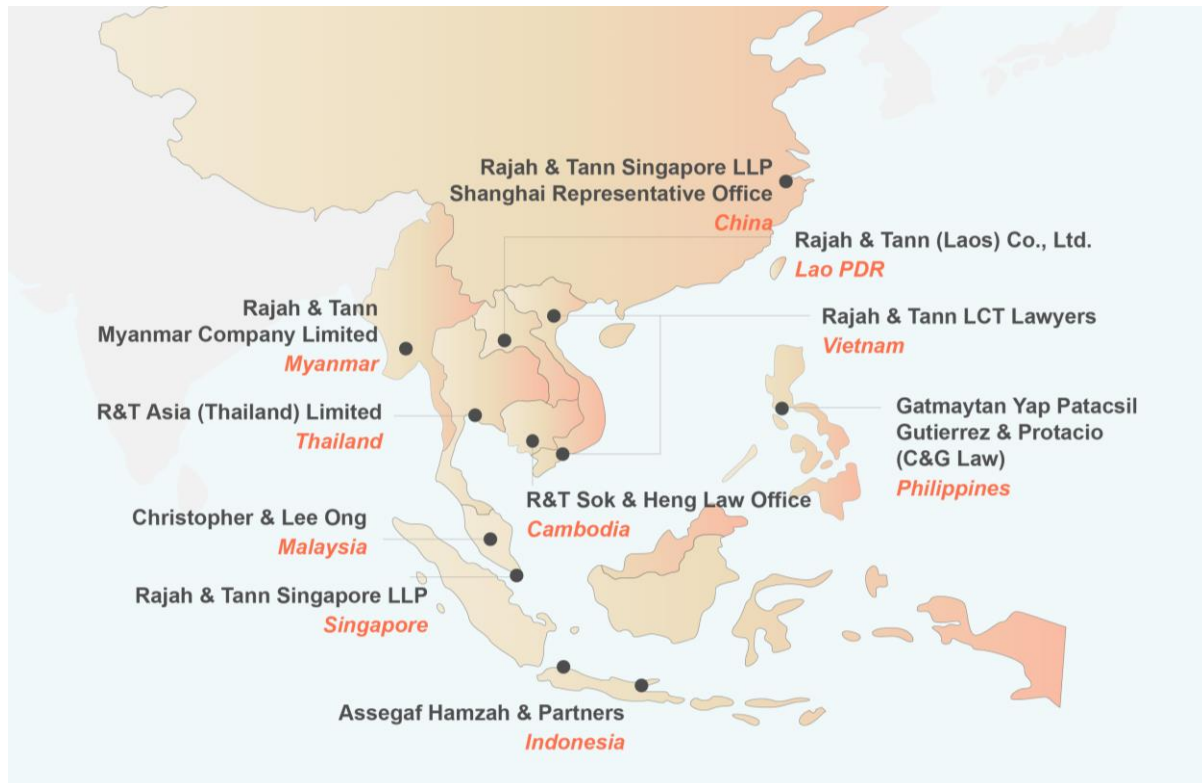 Rajah & Tann Singapore LLP
Shanghai Representative Office
China
Rajah & Tann (Laos) Co., Ltd.
Lao PDR
Rajah & Tann
Myanmar Company Limited
Myanmar
Rajah & Tann LCT Lawyers
Vietnam
R&T Asia (Thailand) Limited
Thailand
Gatmaytan Yap Patacsil
Gutierrez & Protacio
(C&G Law)
Philippines
R&T Sok & Heng Law Office
Cambodia
Christopher & Lee Ong
Malaysia
Rajah & Tann Singapore LLP
Singapore
Assegaf Hamzah & Partners
Indonesia